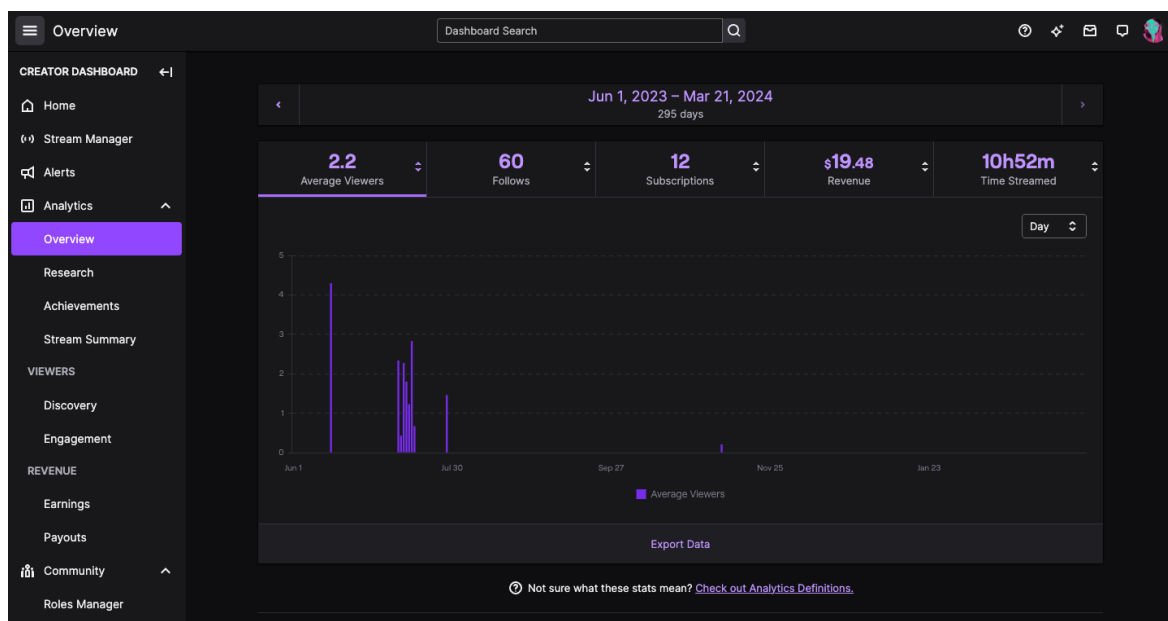 Overview
Dashboard Search
CREATOR DASHBOARD
Home
Stream Manager
Alerts
Analytics
Overview
Research
Achievements
Stream Summary
VIEWERS
Discovery
Engagement
REVENUE
Earnings
Payouts
Community
Roles Manager
Jun 1, 2023 – Mar 21, 2024
295 days
2.2
Average Viewers
60
Follows
12
Subscriptions
$19.48
Revenue
10h52m
Time Streamed
Day
5
4
3
2
1
0
Jun 1 Jul 30 Sep 27 Nov 25 Jan 23
Average Viewers
Export Data
Not sure what these stats mean? Check out Analytics Definitions.